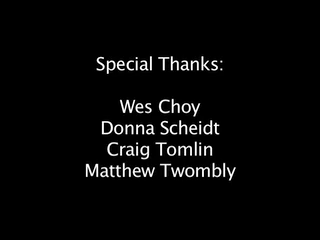 Special Thanks:
Wes Choy
Donna Scheidt
Craig Tomlin
Matthew Twombly